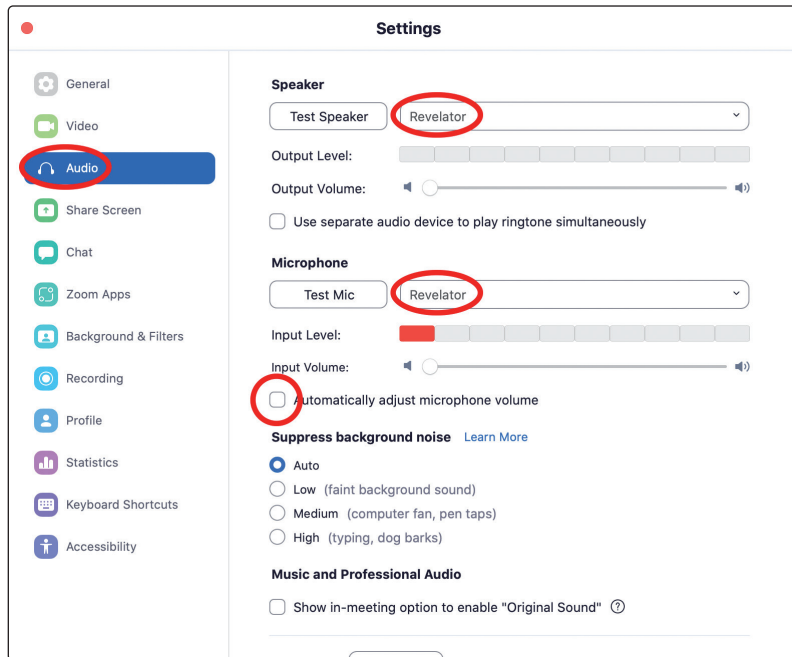 Settings
General
Video
Audio
Share Screen
Chat
Zoom Apps
Background & Filters
Recording
Profile
Statistics
Keyboard Shortcuts
Accessibility
Speaker
Test Speaker
Revelator
Output Level:
Output Volume:
Use separate audio device to play ringtone simultaneously
Microphone
Test Mic
Revelator
Input Level:
Input Volume:
Automatically adjust microphone volume
Suppress background noise Learn More
Auto
Low (faint background sound)
Medium (computer fan, pen taps)
High (typing, dog barks)
Music and Professional Audio
Show in-meeting option to enable "Original Sound" ?